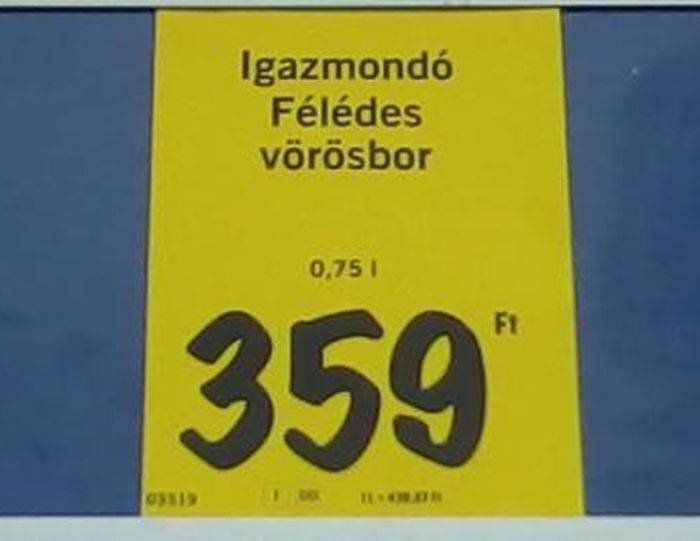 Igazmondó
Félédes
vörösbor
0,75 l
359 Ft
03519